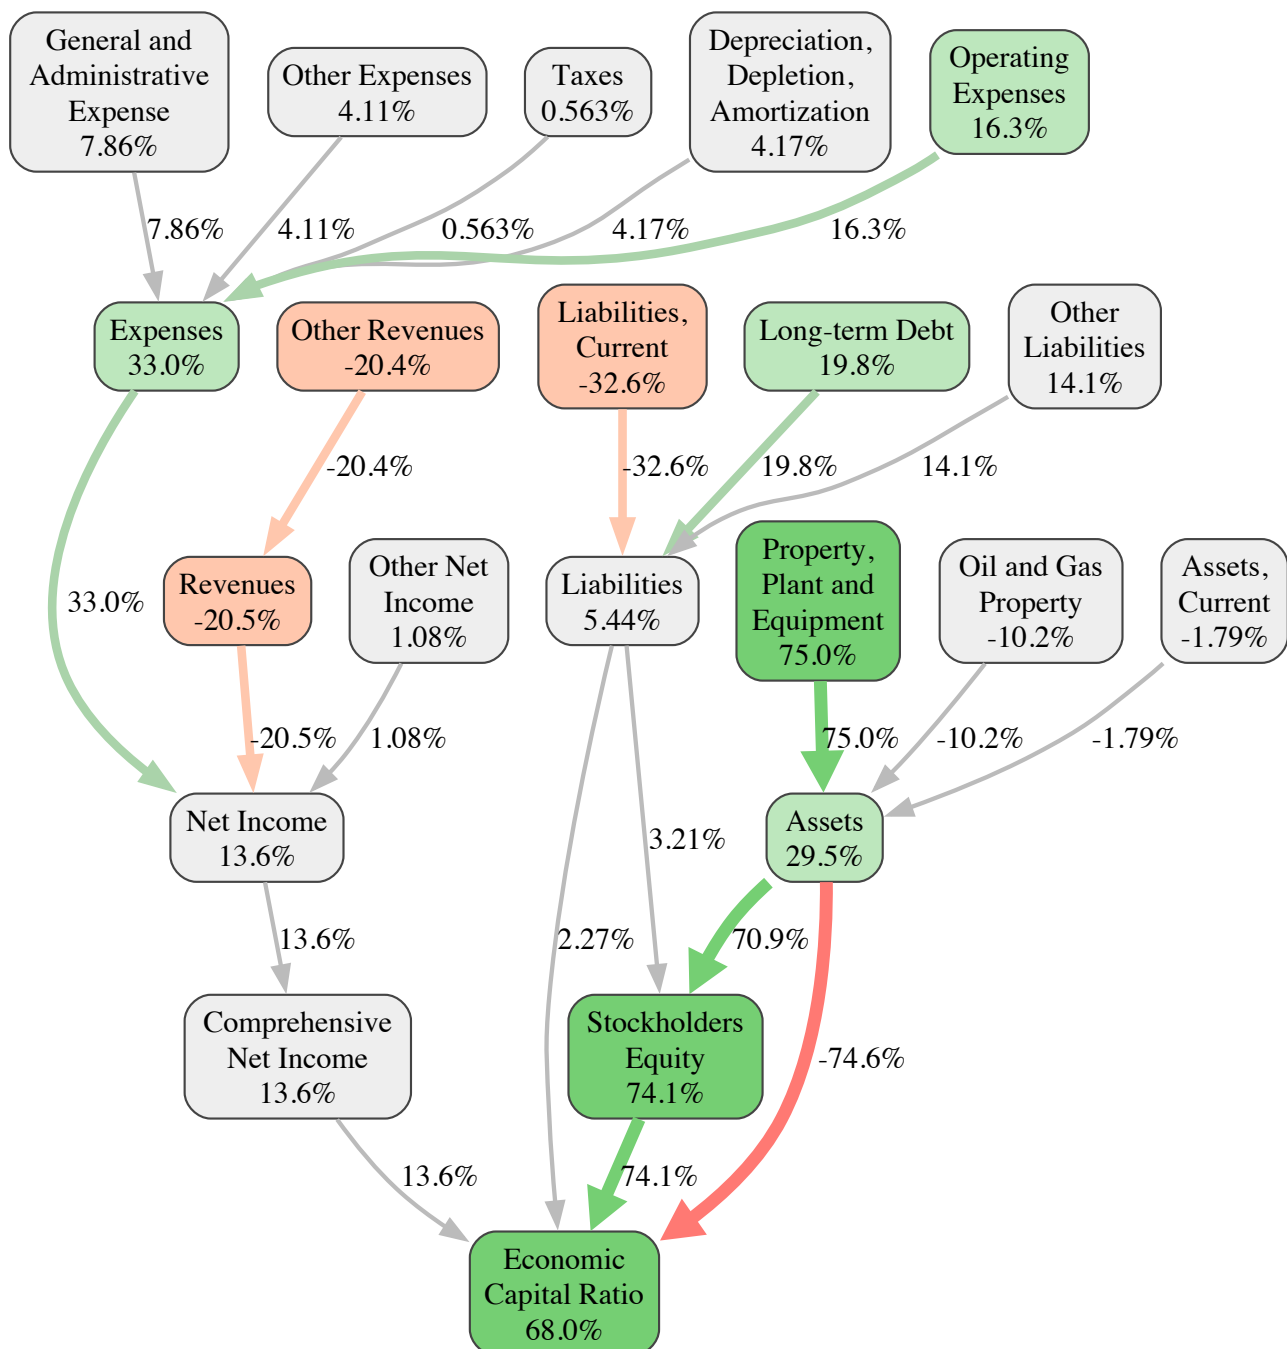 General and
Administrative
Expense
7.86%
Other Expenses
4.11%
Taxes
0.563%
Depreciation,
Depletion,
Amortization
4.17%
Operating
Expenses
16.3%
7.86%
4.11%
0.563%
4.17%
16.3%
Expenses
33.0%
Other Revenues
-20.4%
Liabilities,
Current
-32.6%
Long-term Debt
19.8%
Other
Liabilities
14.1%
-20.4%
-32.6%
19.8%
14.1%
33.0%
Revenues
-20.5%
Other Net
Income
1.08%
Liabilities
5.44%
Property,
Plant and
Equipment
75.0%
Oil and Gas
Property
-10.2%
Assets,
Current
-1.79%
-20.5%
1.08%
75.0%
-10.2%
-1.79%
Net Income
13.6%
3.21%
Assets
29.5%
13.6%
2.27%
70.9%
Comprehensive
Net Income
13.6%
Stockholders
Equity
74.1%
-74.6%
13.6%
74.1%
Economic
Capital Ratio
68.0%